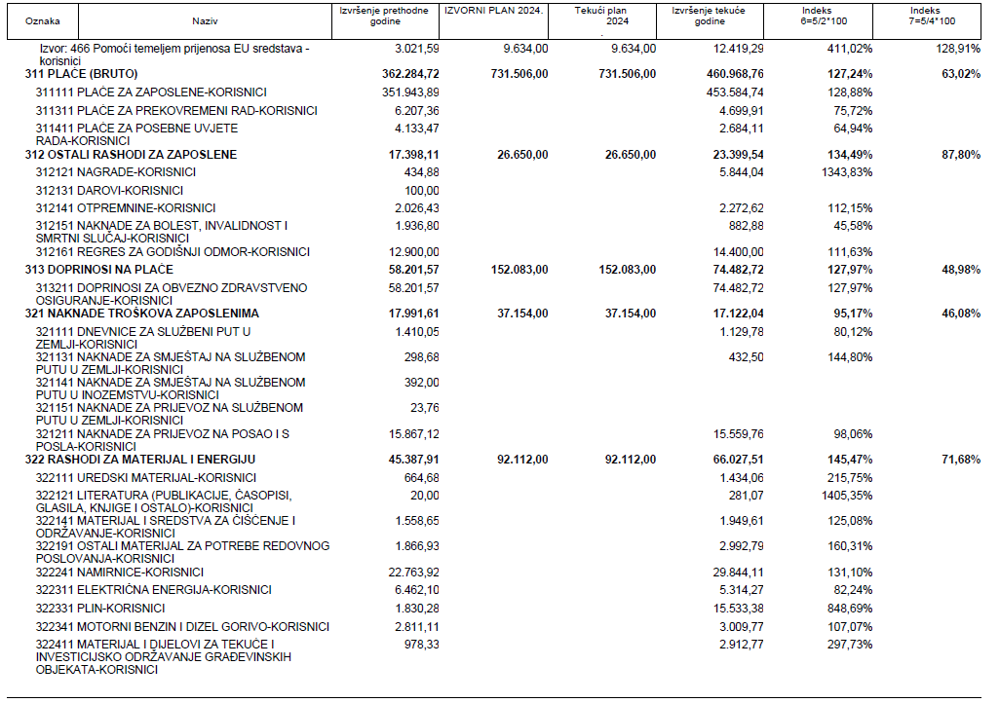 Oznaka Naziv Izvršenje prethodne godine IZVORNI PLAN 2024. Tekući plan 2024 . Izvršenje tekuće godine Indeks 6=5/2*100 Indeks 7=5/4*100
Izvor: 466 Pomoći temeljem prijenosa EU sredstava - 3.021,59 9.634,00 9.634,00 12.419,29 411,02% 128,91%
korisnici
311 PLAĆE (BRUTO) 362.284,72 731.506,00 731.506,00 460.968,76 127,24% 63,02%
311111 PLAĆE ZA ZAPOSLENE-KORISNICI 351.943,89 453.584,74 128,88%
311311 PLAĆE ZA PREKOVREMENI RAD-KORISNICI 6.207,36 4.699,91 75,72%
311411 PLAĆE ZA POSEBNE UVJETE 4.133,47 2.684,11 64,94%
RADA-KORISNICI
312 OSTALI RASHODI ZA ZAPOSLENE 17.398,11 26.650,00 26.650,00 23.399,54 134,49% 87,80%
312121 NAGRADE-KORISNICI 434,88 5.844,04 1343,83%
312131 DAROVI-KORISNICI 100,00
312141 OTPREMNINE-KORISNICI 2.026,43 2.272,62 112,15%
312151 NAKNADE ZA BOLEST, INVALIDNOST I 1.936,80 882,88 45,58%
SMRTNI SLUČAJ-KORISNICI
312161 REGRES ZA GODIŠNJI ODMOR-KORISNICI 12.900,00 14.400,00 111,63%
313 DOPRINOSI NA PLAĆE 58.201,57 152.083,00 152.083,00 74.482,72 127,97% 48,98%
313211 DOPRINOSI ZA OBVEZNO ZDRAVSTVENO 58.201,57 74.482,72 127,97%
OSIGURANJE-KORISNICI
321 NAKNADE TROŠKOVA ZAPOSLENIMA 17.991,61 37.154,00 37.154,00 17.122,04 95,17% 46,08%
321111 DNEVNICE ZA SLUŽBENI PUT U 1.410,05 1.129,78 80,12%
ZEMLJI-KORISNICI
321131 NAKNADE ZA SMJEŠTAJ NA SLUŽBENOM 298,68 432,50 144,80%
PUTU U ZEMLJI-KORISNICI
321141 NAKNADE ZA SMJEŠTAJ NA SLUŽBENOM 392,00
PUTU U INOZEMSTVU-KORISNICI
321151 NAKNADE ZA PRIJEVOZ NA SLUŽBENOM 23,76
PUTU U ZEMLJI-KORISNICI
321211 NAKNADE ZA PRIJEVOZ NA POSAO I S 15.867,12 15.559,76 98,06%
POSLA-KORISNICI
322 RASHODI ZA MATERIJAL I ENERGIJU 45.387,91 92.112,00 92.112,00 66.027,51 145,47% 71,68%
322111 UREDSKI MATERIJAL-KORISNICI 664,68 1.434,06 215,75%
322121 LITERATURA (PUBLIKACIJE, ČASOPISI, 20,00 281,07 1405,35%
GLASILA, KNJIGE I OSTALO)-KORISNICI
322141 MATERIJAL I SREDSTVA ZA ČIŠĆENJE I 1.558,65 1.949,61 125,08%
ODRŽAVANJE-KORISNICI
322191 OSTALI MATERIJAL ZA POTREBE REDOVNOG 1.866,93 2.992,79 160,31%
POSLOVANJA-KORISNICI
322241 NAMIRNICE-KORISNICI 22.763,92 29.844,11 131,10%
322311 ELEKTRIČNA ENERGIJA-KORISNICI 6.462,10 5.314,27 82,24%
322331 PLIN-KORISNICI 1.830,28 15.533,38 848,69%
322341 MOTORNI BENZIN I DIZEL GORIVO-KORISNICI 2.811,11 3.009,77 107,07%
322411 MATERIJAL I DIJELOVI ZA TEKUĆE I 978,33 2.912,77 297,73%
INVESTICIJSKO ODRŽAVANJE GRAĐEVINSKIH
OBJEKATA-KORISNICI